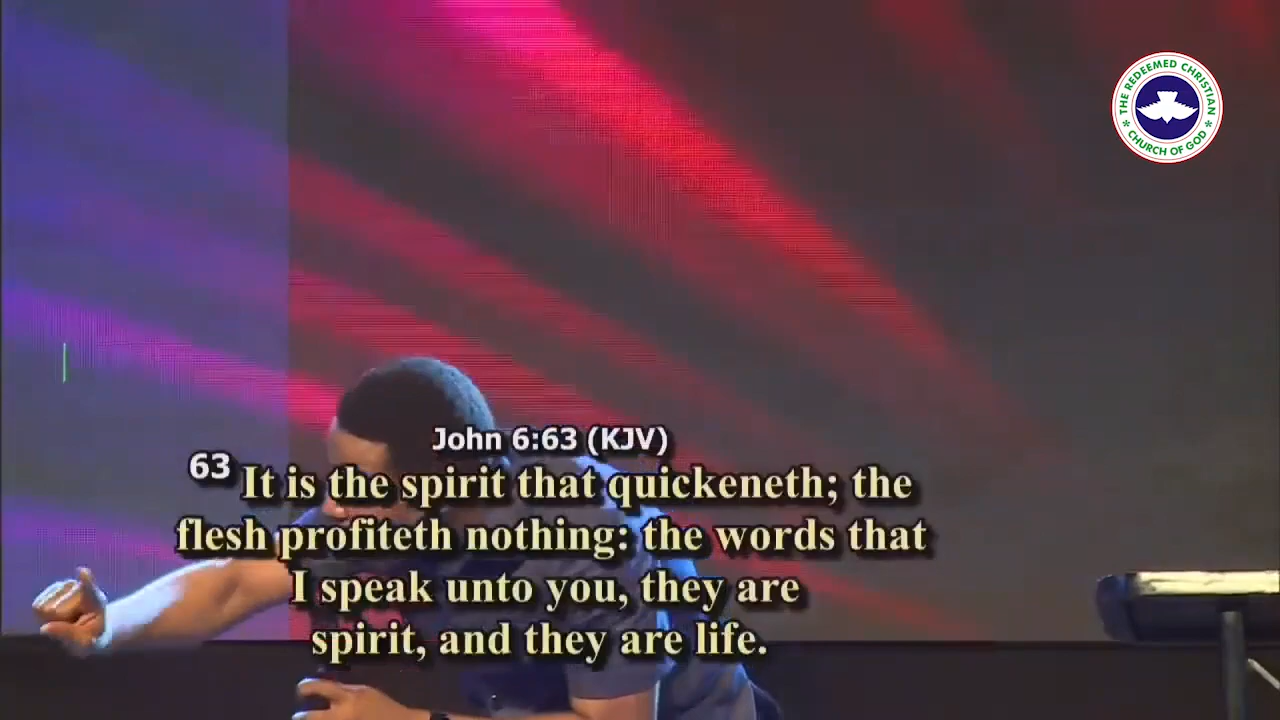 THE REDEEMED CHRISTIAN
CHURCH OF GOD
John 6:63 (KJV)
63 It is the spirit that quickeneth; the
flesh profiteth nothing: the words that
I speak unto you, they are
spirit, and they are life.